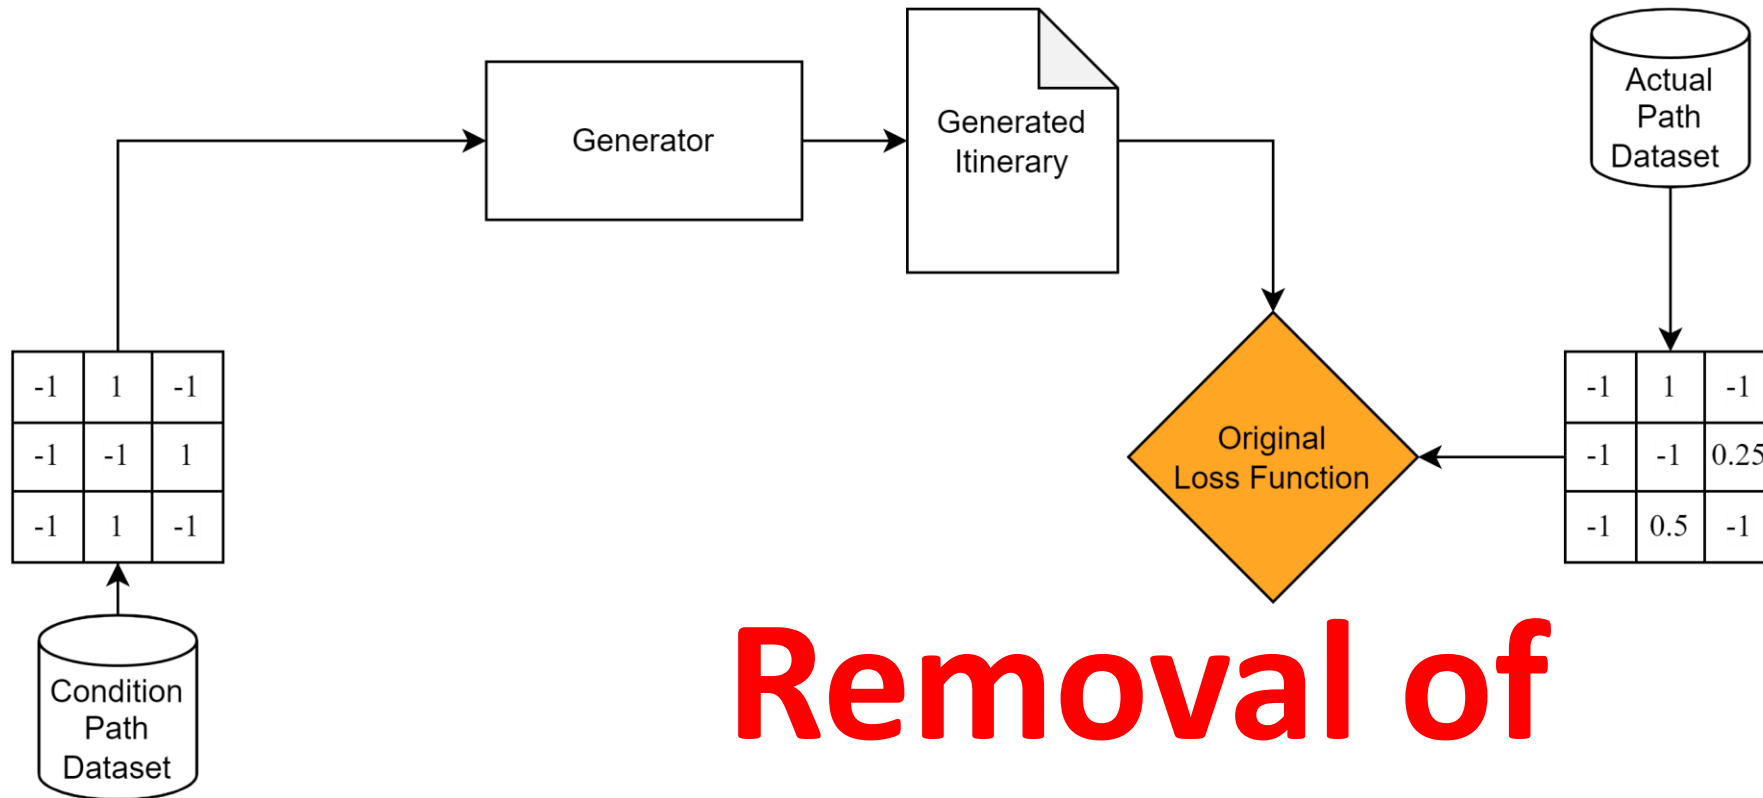 Generator
Generated
Itinerary
Actual
Path
Dataset
-1 1 -1
-1 -1 1
-1 1 -1
Original
Loss Function
-1 1 -1
-1 -1 0.25
-1 0.5 -1
Condition
Path
Dataset
Removal of